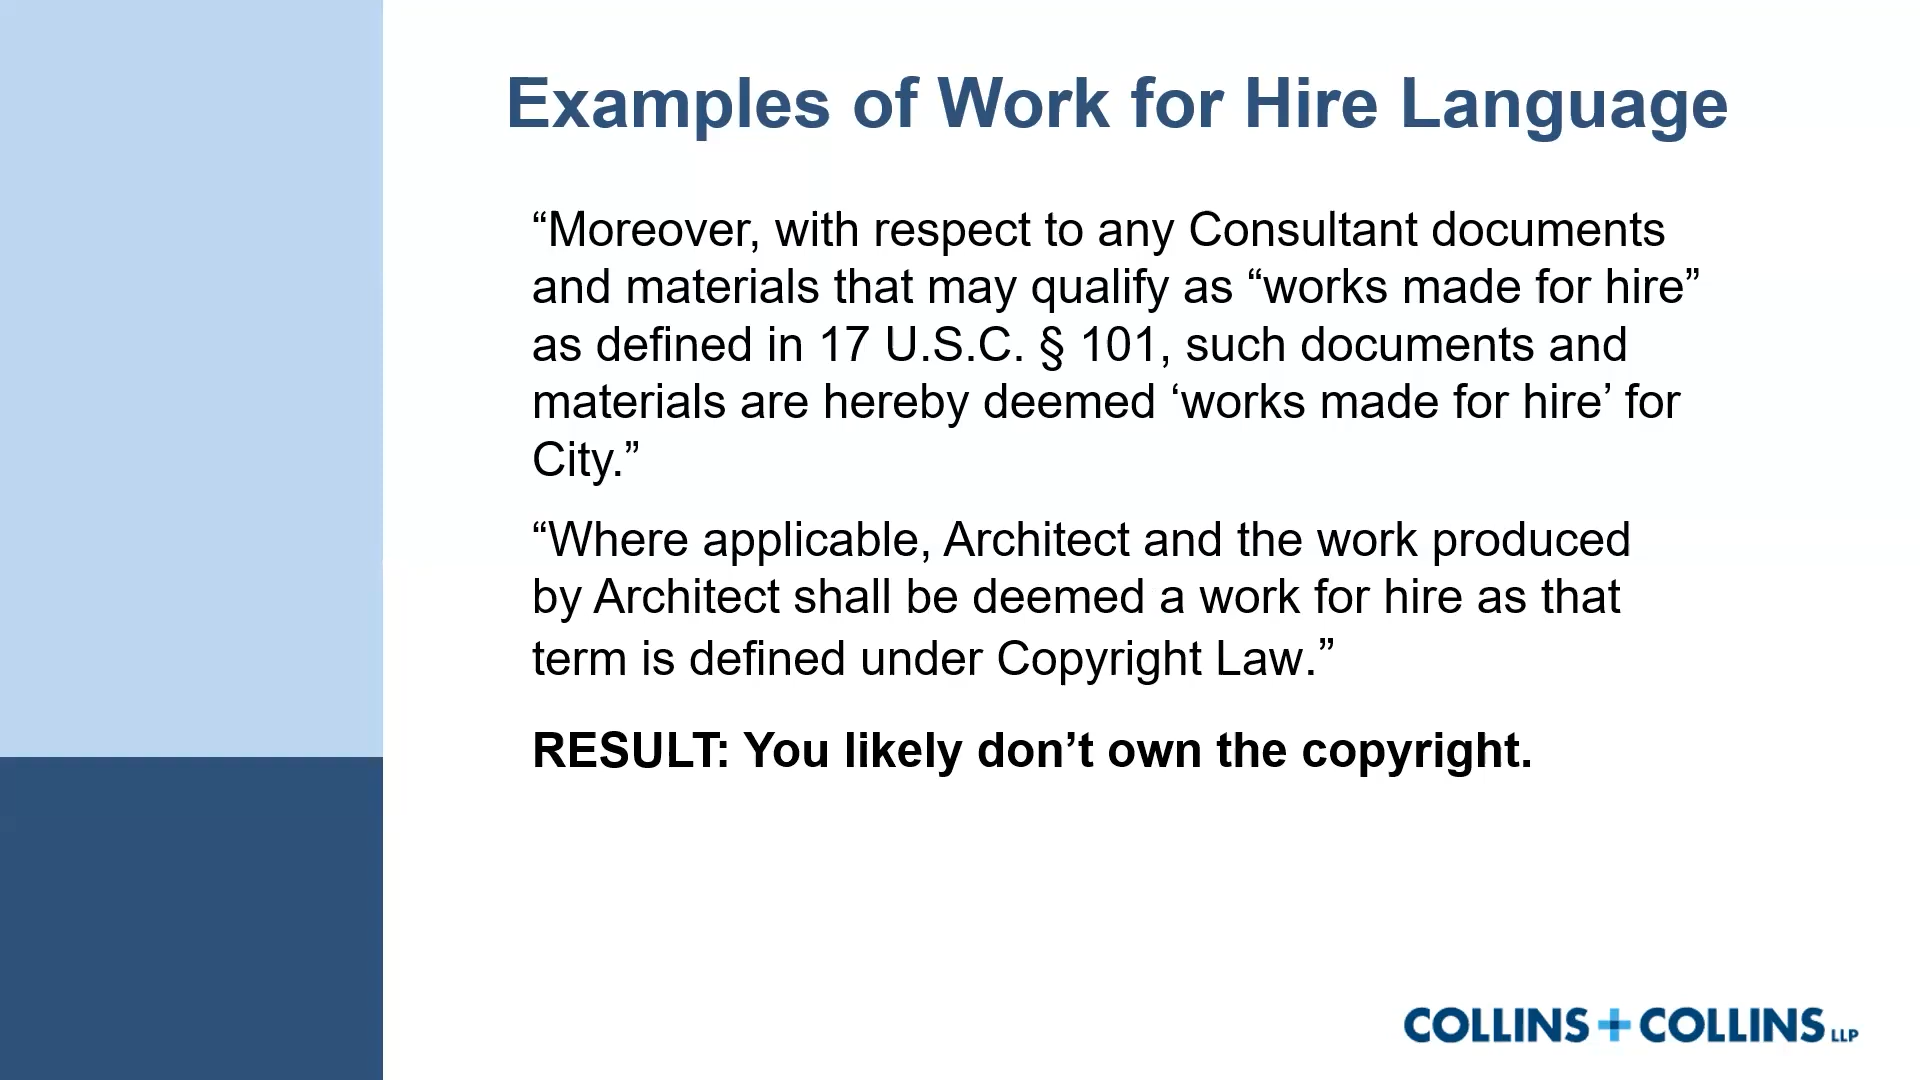 Examples of Work for Hire Language
“Moreover, with respect to any Consultant documents
and materials that may qualify as “works made for hire”
as defined in 17 U.S.C. § 101, such documents and
materials are hereby deemed ‘works made for hire’ for
City.”
“Where applicable, Architect and the work produced
by Architect shall be deemed a work for hire as that
term is defined under Copyright Law.”
RESULT: You likely don’t own the copyright.
COLLINS + COLLINS LLP